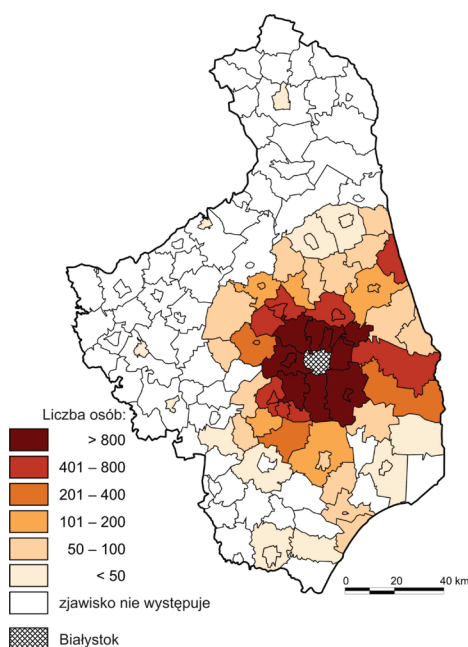 Liczba osób:
> 800
401 – 800
201 – 400
101 – 200
50 – 100
< 50
zjawisko nie występuje
Białystok
0 20 40 km